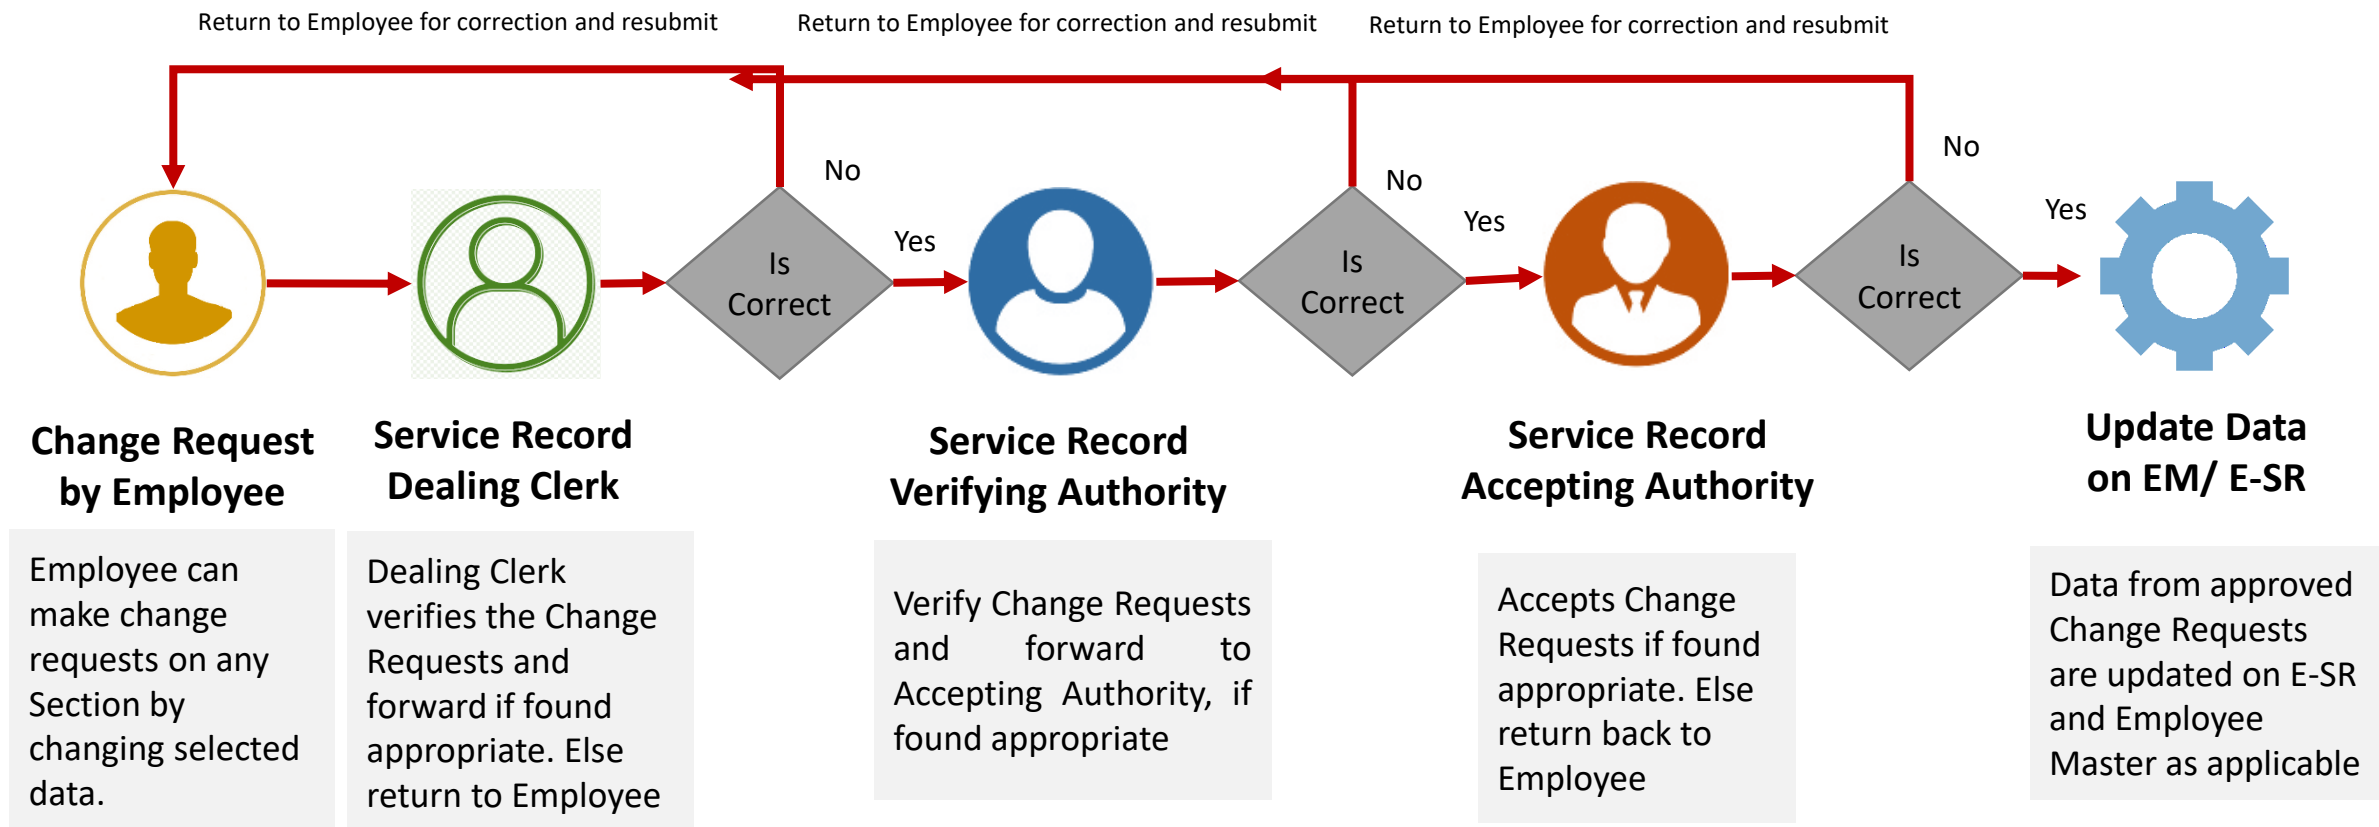 Return to Employee for correction and resubmit
Return to Employee for correction and resubmit
Return to Employee for correction and resubmit
No
No
No
Yes
Yes
Yes
Is
Correct
Is
Correct
Is
Correct
Change Request
by Employee
Service Record
Dealing Clerk
Service Record
Verifying Authority
Service Record
Accepting Authority
Update Data
on EM/ E-SR
Employee can
make change
requests on any
Section by
changing selected
data.
Dealing Clerk
verifies the Change
Requests and
forward if found
appropriate. Else
return to Employee
Verify Change Requests
and forward to
Accepting Authority, if
found appropriate
Accepts Change
Requests if found
appropriate. Else
return back to
Employee
Data from approved
Change Requests
are updated on E-SR
and Employee
Master as applicable